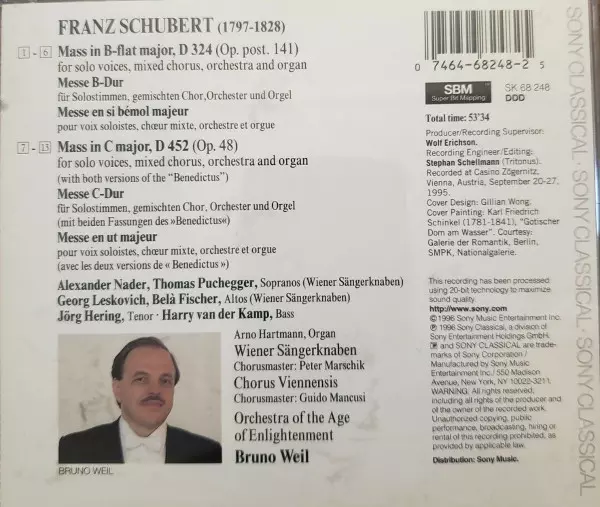 FRANZ SCHUBERT (1797-1828)
1 - 6 Mass in B-flat major, D 324 (Op. post. 141)
for solo voices, mixed chorus, orchestra and organ
Messe B-Dur
für Solostimmen, gemischten Chor,Orchester und Orgel
Messe en si bémol majeur
pour voix soloistes, chœur mixte, orchestre et orgue
7 - 13 Mass in C major, D 452 (Op. 48)
for solo voices, mixed chorus, orchestra and organ
(with both versions of the "Benedictus")
Messe C-Dur
für Solostimmen, gemischten Chor, Orchester und Orgel
(mit beiden Fassungen des »Benedictus«)
Messe en ut majeur
pour voix soloistes, chœur mixte, orchestre et orgue
(avec les deux versions de « Benedictus »)
Alexander Nader, Thomas Puchegger, Sopranos (Wiener Sängerknaben)
Georg Leskovich, Belà Fischer, Altos (Wiener Sängerknaben)
Jörg Hering, Tenor · Harry van der Kamp, Bass
Arno Hartmann, Organ
Wiener Sängerknaben
Chorusmaster: Peter Marschik
Chorus Viennensis
Chorusmaster: Guido Mancusi
Orchestra of the Age
of Enlightenment
Bruno Weil
BRUNO WEIL
0 7464-68248-2 5
SBM
Super Bit Mapping
SK 68 248
DDD
Total time: 53'34
Producer/Recording Supervisor:
Wolf Erichson.
Recording Engineer/Editing:
Stephan Schellmann (Tritonus).
Recorded at Casino Zögernitz,
Vienna, Austria, September 20-27,
1995.
Cover Design: Gillian Wong.
Cover Painting: Karl Friedrich
Schinkel (1781-1841), "Gotischer
Dom am Wasser". Courtesy:
Galerie der Romantik, Berlin,
SMPK, Nationalgalerie.
This recording has been processed
using 20-bit technology to maximize
sound quality.
http://www.sony.com
© 1996 Sony Music Entertainment Inc./
℗ 1996 Sony Classical, a division of
Sony Entertainment Holdings GmbH./
℗ and SONY CLASSICAL are trade-
marks of Sony Corporation./
Manufactured by Sony Music
Entertainment Inc./ 550 Madison
Avenue, New York, NY 10022-3211.
WARNING: All rights reserved,
including all rights of the producer and
of the owner of the recorded work.
Unauthorized copying, public
performance, broadcasting, hiring or
rental of this recording prohibited, as
provided by applicable law.
Distribution: Sony Music.
SONY CLASSICAL · SONY CLASSICAL · SONY CLASSICAL